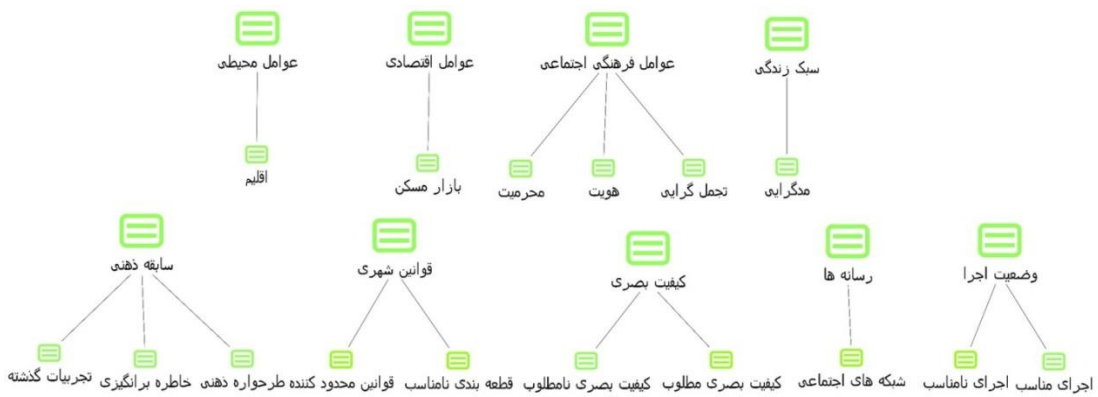 سبک زندگی
عوامل فرهنگی اجتماعی
عوامل اقتصادی
عوامل محیطی
مدگرایی
تجمل گرایی
هویت
محرمیت
بازار مسکن
اقلیم
وضعیت اجرا
رسانه ها
کیفیت بصری
قوانین شهری
سابقه ذهنی
اجرای مناسب
اجرای نامناسب
شبکه های اجتماعی
کیفیت بصری مطلوب
کیفیت بصری نامطلوب
قطعه بندی نامناسب
قوانین محدود کننده
طرحواره ذهنی
خاطره برانگیزی
تجربیات گذشته